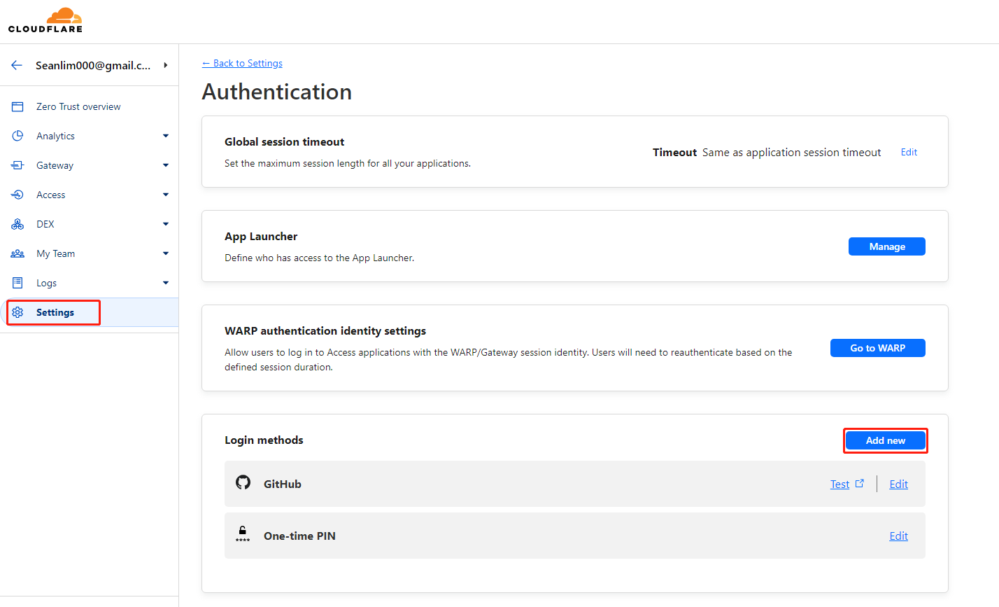 CLOUDFLARE
Seanlim000@gmail.c...
Zero Trust overview
Analytics
Gateway
Access
DEX
My Team
Logs
Settings
← Back to Settings
Authentication
Global session timeout
Set the maximum session length for all your applications.
Timeout Same as application session timeout Edit
App Launcher
Define who has access to the App Launcher.
Manage
WARP authentication identity settings
Allow users to log in to Access applications with the WARP/Gateway session identity. Users will need to reauthenticate based on the
defined session duration.
Go to WARP
Login methods
Add new
GitHub
Test
Edit
One-time PIN
Edit